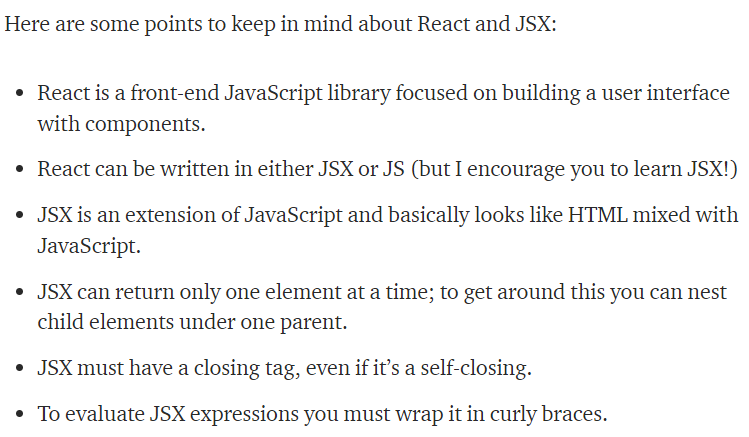 Here are some points to keep in mind about React and JSX:
• React is a front-end JavaScript library focused on building a user interface
with components.
• React can be written in either JSX or JS (but I encourage you to learn JSX!)
• JSX is an extension of JavaScript and basically looks like HTML mixed with
JavaScript.
• JSX can return only one element at a time; to get around this you can nest
child elements under one parent.
• JSX must have a closing tag, even if it’s a self-closing.
• To evaluate JSX expressions you must wrap it in curly braces.